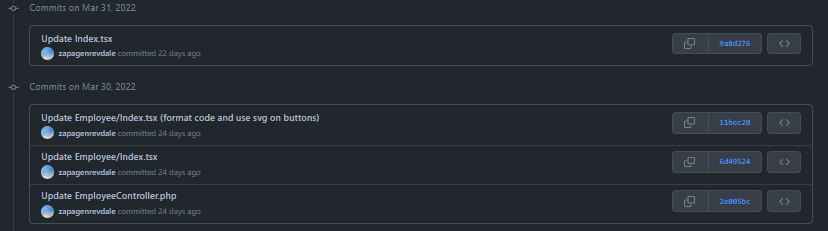 Commits on Mar 31, 2022
Update Index.tsx
zapagenrevdale committed 22 days ago
9a8d276
Commits on Mar 30, 2022
Update Employee/Index.tsx (format code and use svg on buttons)
zapagenrevdale committed 24 days ago
11bec20
Update Employee/Index.tsx
zapagenrevdale committed 24 days ago
6d49524
Update EmployeeController.php
zapagenrevdale committed 24 days ago
2e005bc